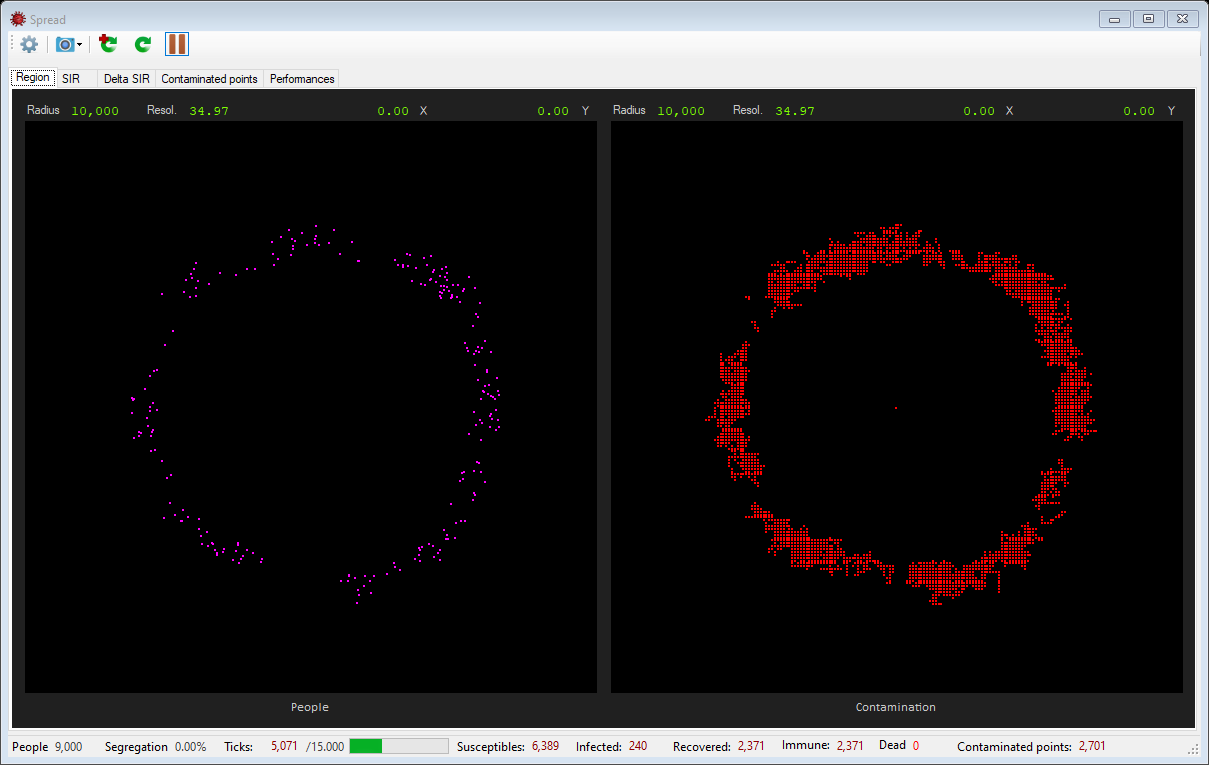 Spread
Region SIR Delta SIR Contaminated points Performances
Radius 10,000 Resol. 34.97 0.00 X 0.00 Y Radius 10,000 Resol. 34.97 0.00 X 0.00 Y
People Contamination
People 9,000 Segregation 0.00% Ticks: 5,071 /15.000 Susceptibles: 6,389 Infected: 240 Recovered: 2,371 Immune: 2,371 Dead 0 Contaminated points: 2,701